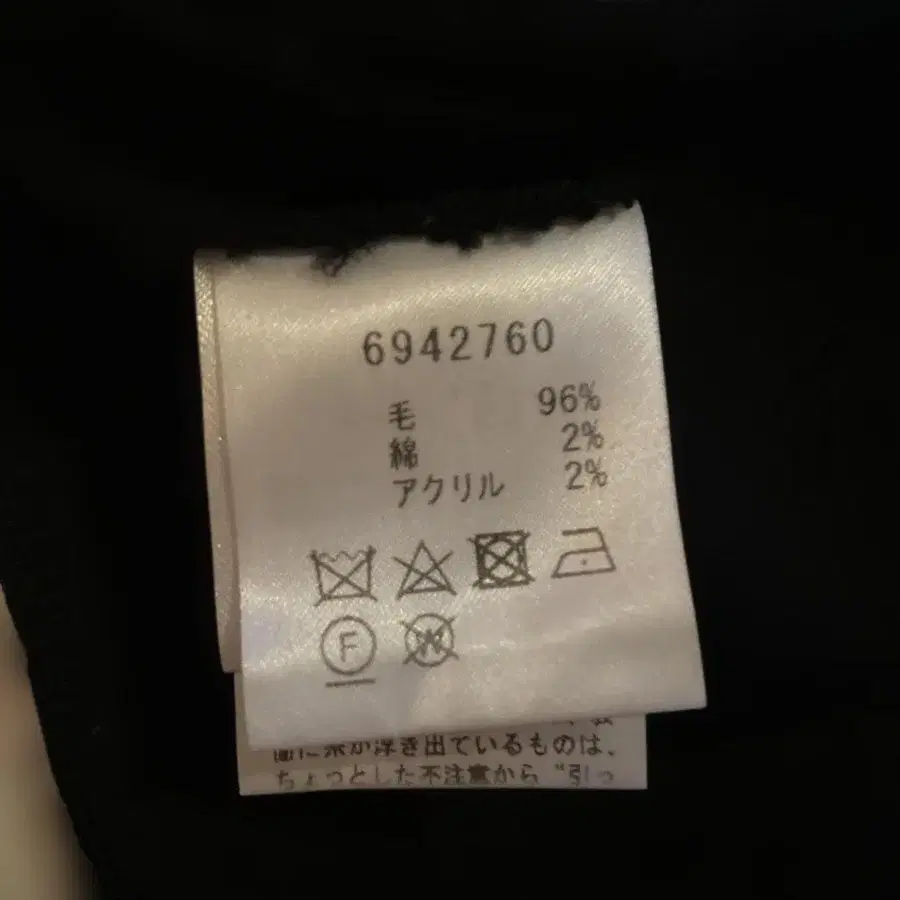 6942760
毛 96%
綿 2%
アクリル 2%
F
W
面に糸が浮き出ているものは、
ちょっとした不注意から“引っ